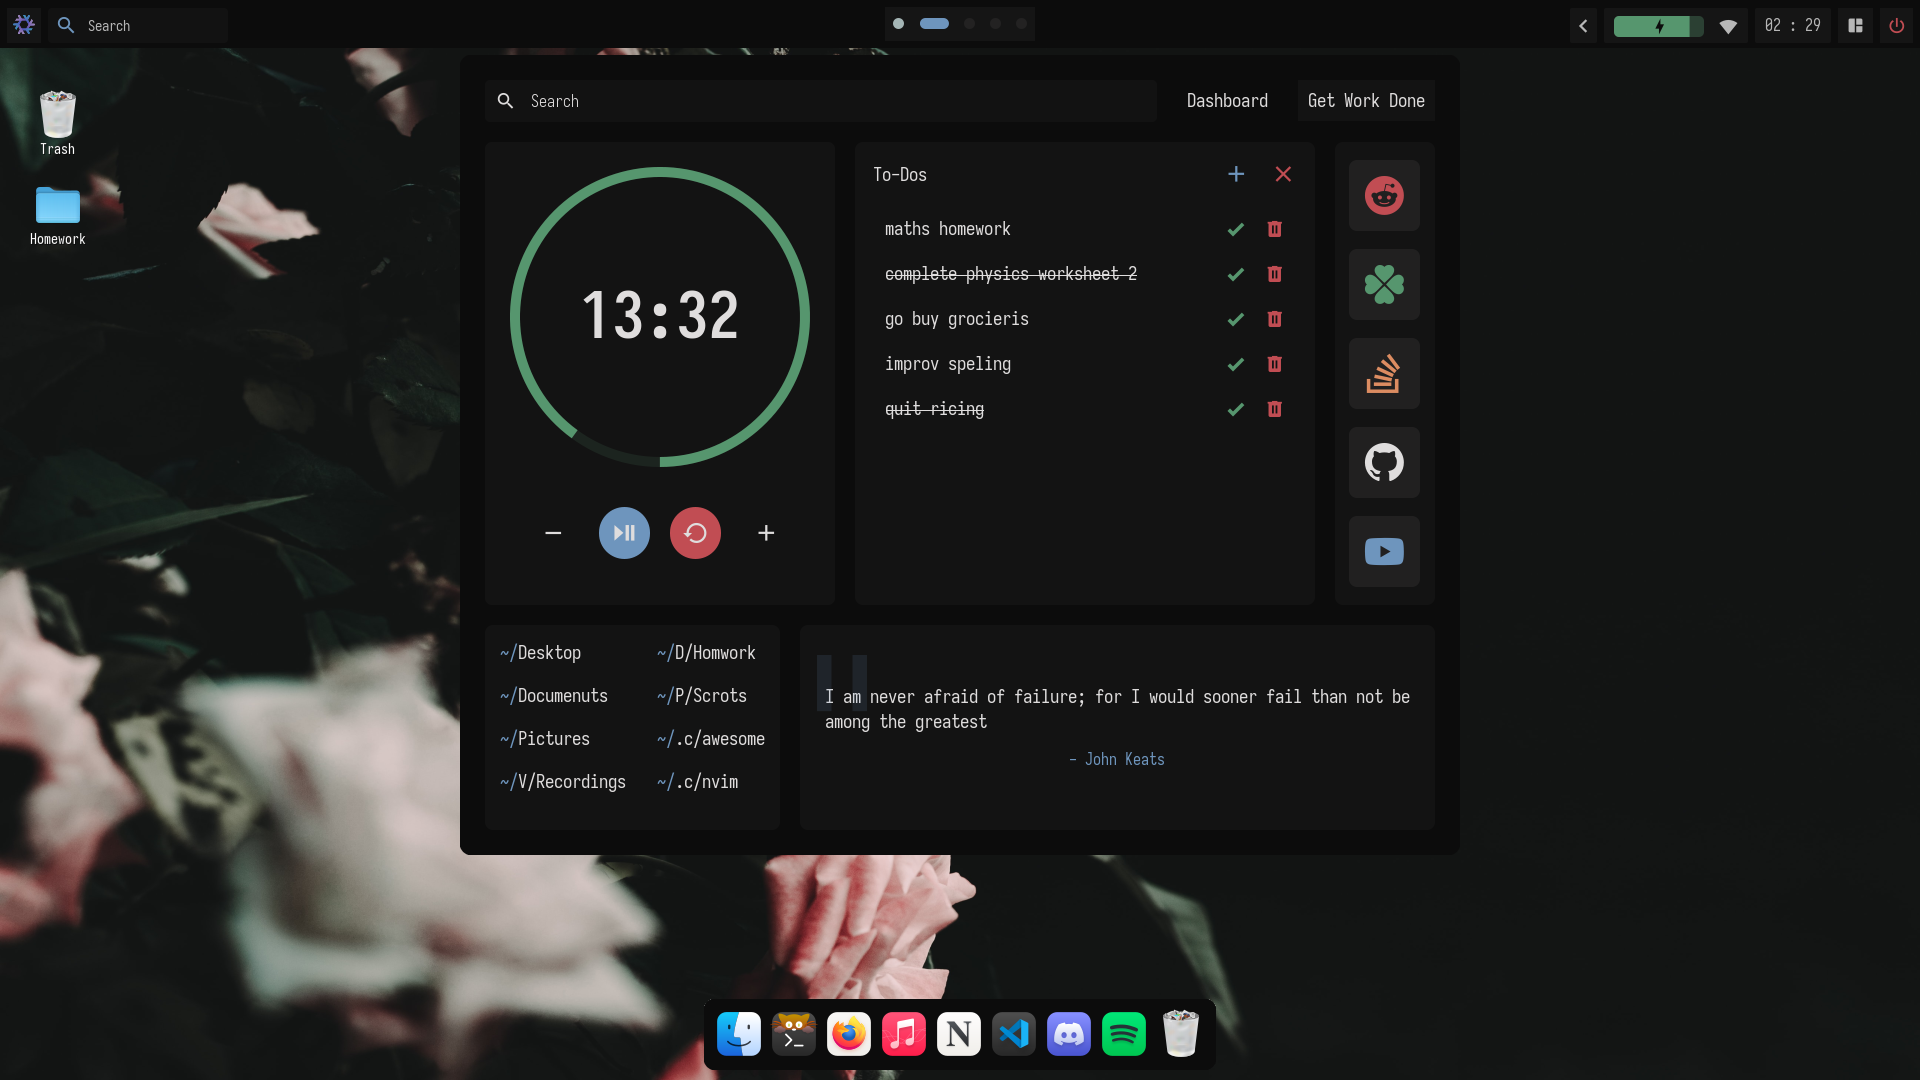 Search
02 : 29
Trash
Homework
Search
Dashboard
Get Work Done
13:32
To-Dos
maths homework
complete physics worksheet 2
go buy grocieris
improv speling
quit ricing
~/Desktop
~/D/Homwork
~/Documenuts
~/P/Scrots
~/Pictures
~/.c/awesome
~/V/Recordings
~/.c/nvim
"
I am never afraid of failure; for I would sooner fail than not be
among the greatest
- John Keats
>_
N